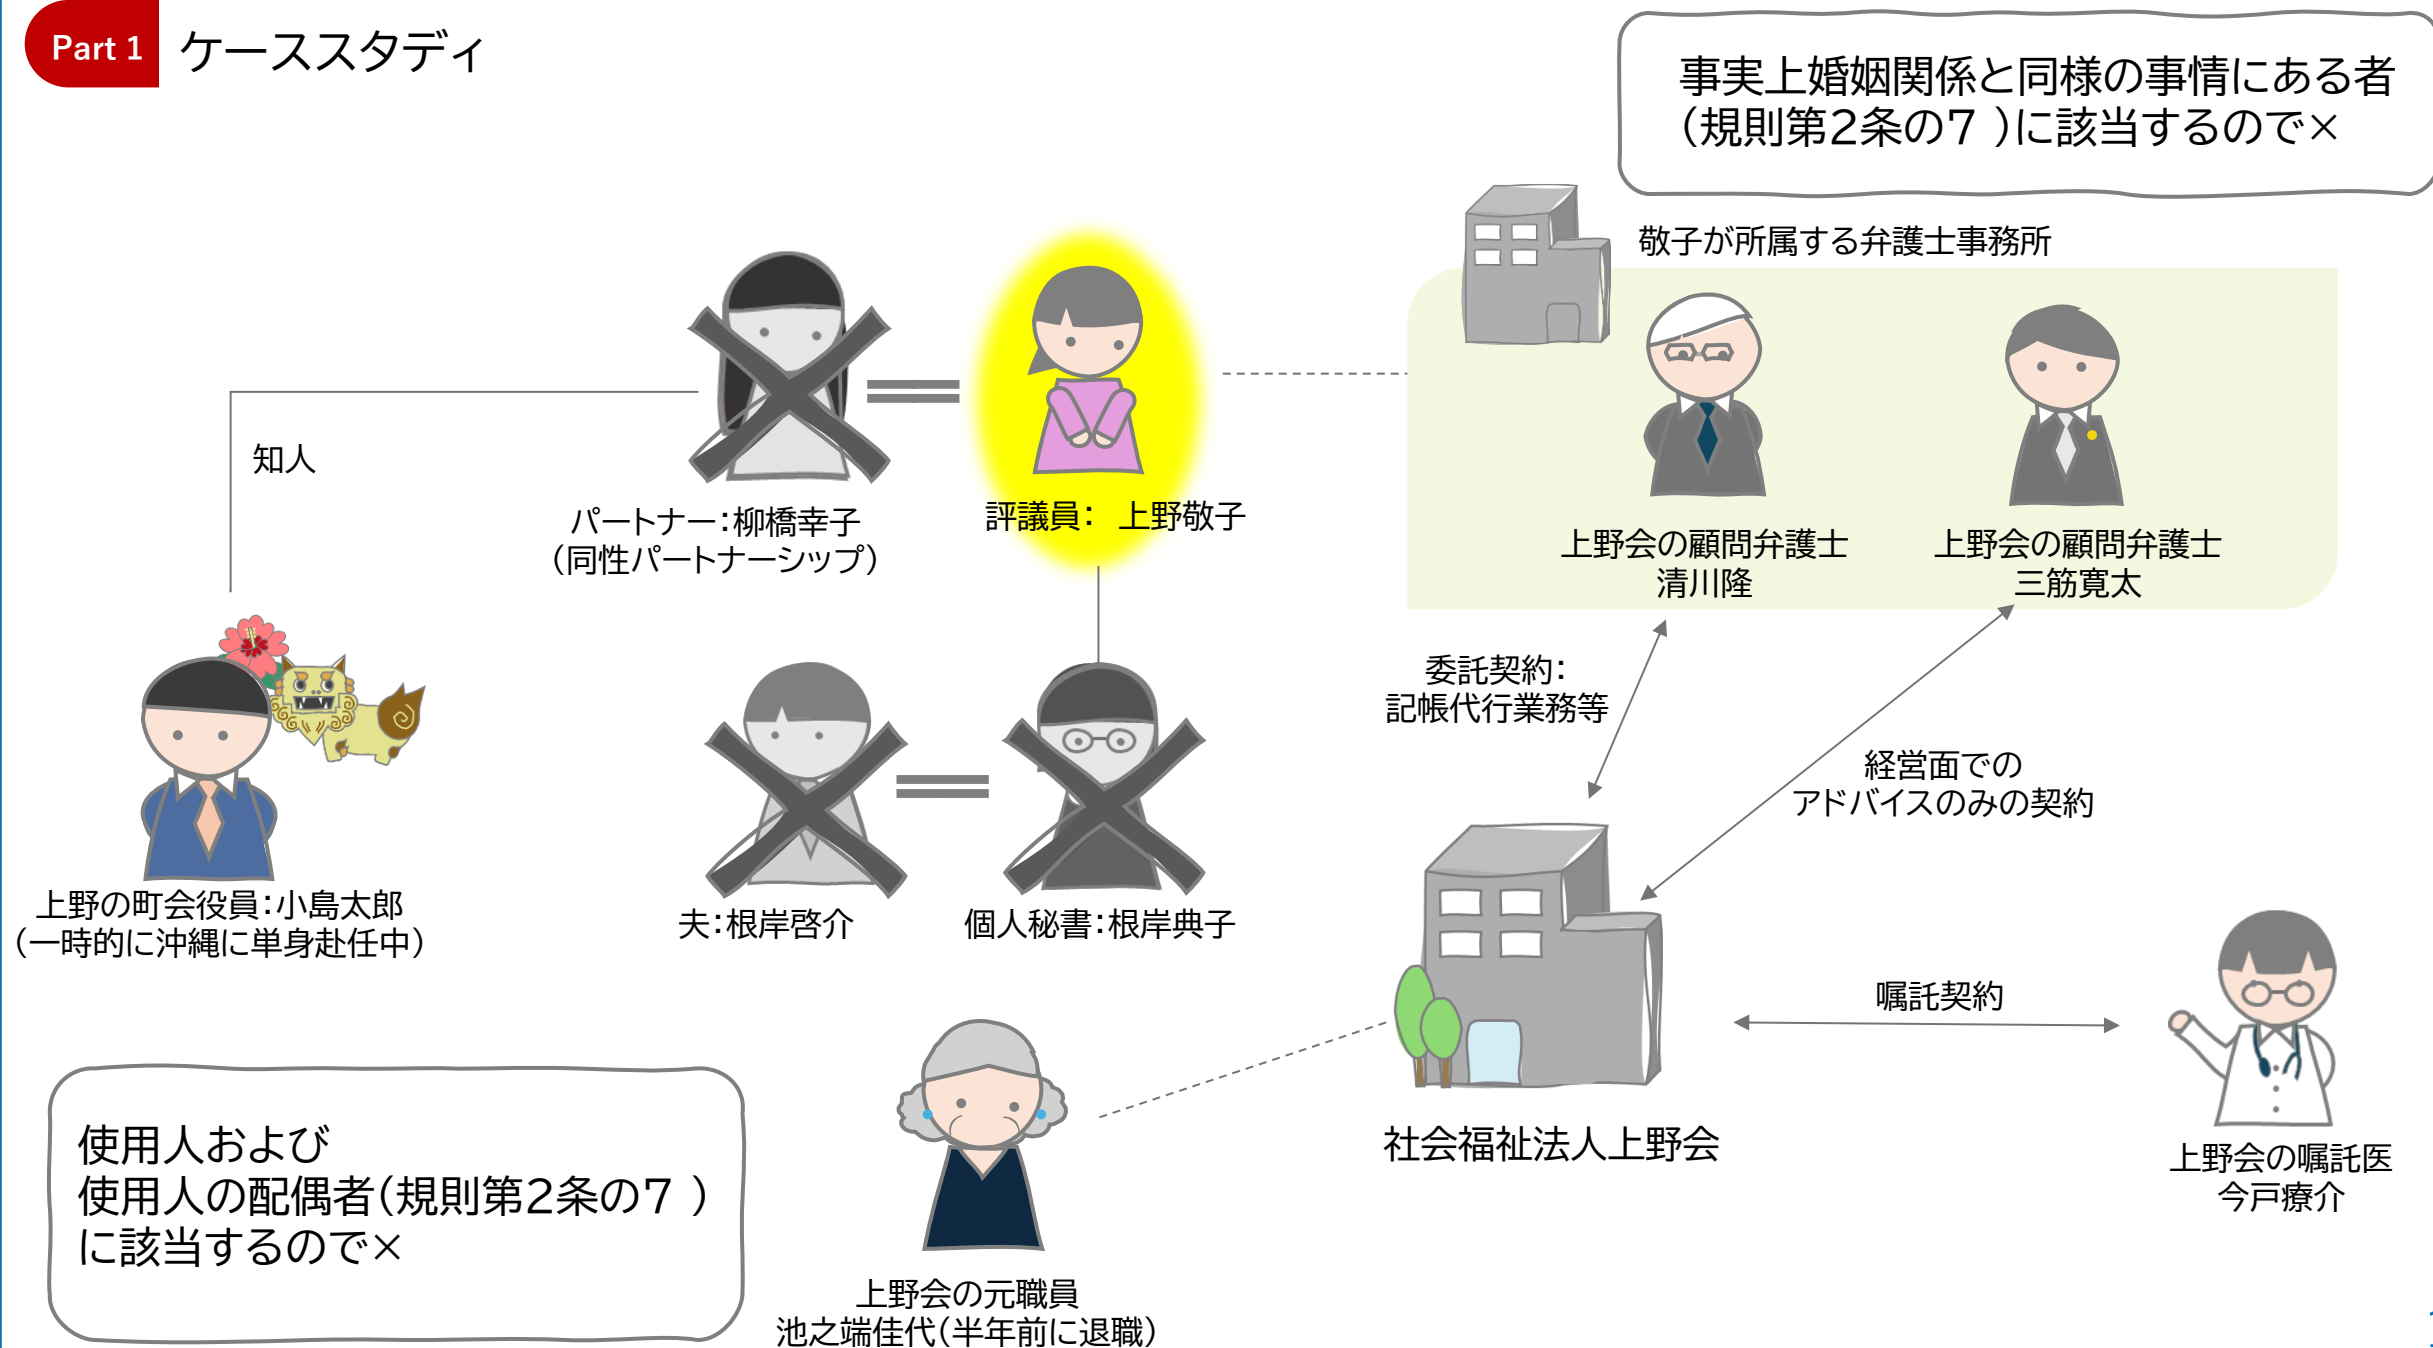 Part 1
ケーススタディ
事実上婚姻関係と同様の事情にある者
（規則第2条の7 ）に該当するので×
敬子が所属する弁護士事務所
知人
パートナー：柳橋幸子
（同性パートナーシップ）
評議員： 上野敬子
上野会の顧問弁護士
清川隆
上野会の顧問弁護士
三筋寛太
委託契約：
記帳代行業務等
経営面での
アドバイスのみの契約
上野の町会役員：小島太郎
（一時的に沖縄に単身赴任中）
夫：根岸啓介
個人秘書：根岸典子
嘱託契約
社会福祉法人上野会
上野会の嘱託医
今戸療介
使用人および
使用人の配偶者（規則第2条の7 ）
に該当するので×
上野会の元職員
池之端佳代（半年前に退職）